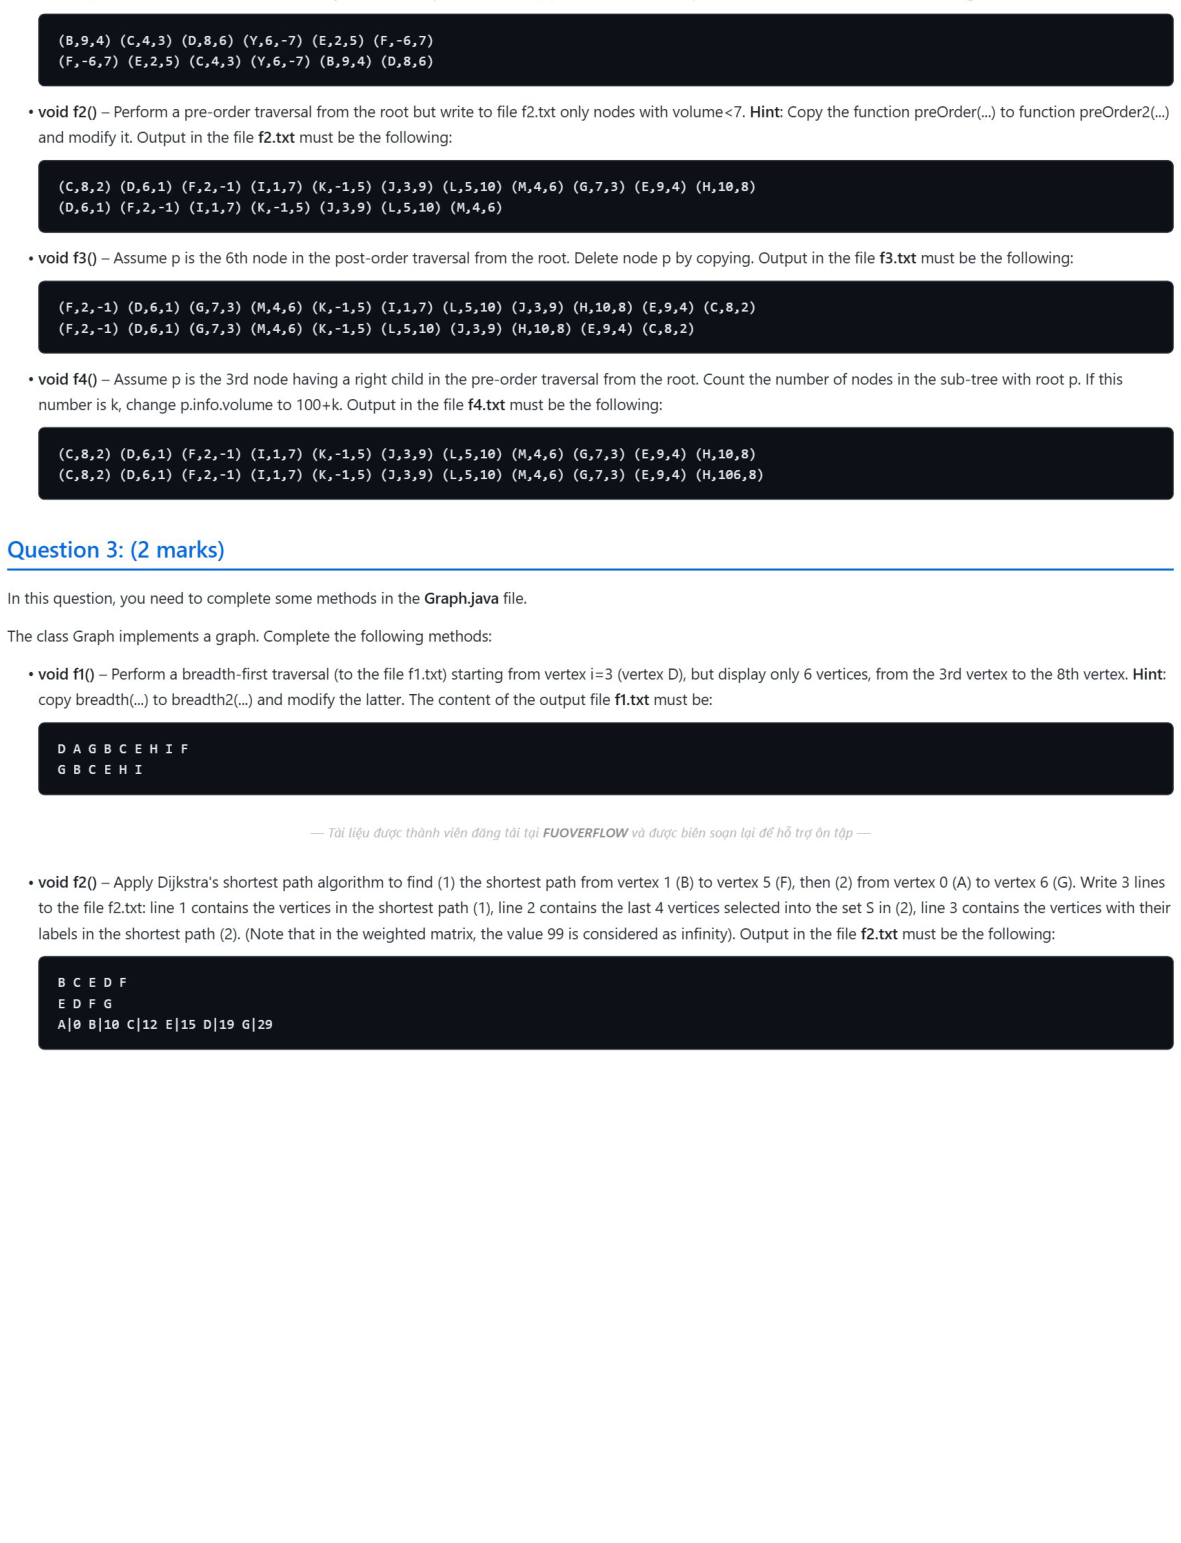 (B,9,4) (C,4,3) (D,8,6) (Y,6,-7) (E,2,5) (F,-6,7)
(F,-6,7) (E,2,5) (C,4,3) (Y,6,-7) (B,9,4) (D,8,6)
• void f2() – Perform a pre-order traversal from the root but write to file f2.txt only nodes with volume<7. Hint: Copy the function preOrder(...) to function preOrder2(...)
and modify it. Output in the file f2.txt must be the following:
(C,8,2) (D,6,1) (F,2,-1) (I,1,7) (K,-1,5) (J,3,9) (L,5,10) (M,4,6) (G,7,3) (E,9,4) (H,10,8)
(D,6,1) (F,2,-1) (I,1,7) (K,-1,5) (J,3,9) (L,5,10) (M,4,6)
• void f3() – Assume p is the 6th node in the post-order traversal from the root. Delete node p by copying. Output in the file f3.txt must be the following:
(F,2,-1) (D,6,1) (G,7,3) (M,4,6) (K,-1,5) (I,1,7) (L,5,10) (J,3,9) (H,10,8) (E,9,4) (C,8,2)
(F,2,-1) (D,6,1) (G,7,3) (M,4,6) (K,-1,5) (L,5,10) (J,3,9) (H,10,8) (E,9,4) (C,8,2)
• void f4() – Assume p is the 3rd node having a right child in the pre-order traversal from the root. Count the number of nodes in the sub-tree with root p. If this
number is k, change p.info.volume to 100+k. Output in the file f4.txt must be the following:
(C,8,2) (D,6,1) (F,2,-1) (I,1,7) (K,-1,5) (J,3,9) (L,5,10) (M,4,6) (G,7,3) (E,9,4) (H,10,8)
(C,8,2) (D,6,1) (F,2,-1) (I,1,7) (K,-1,5) (J,3,9) (L,5,10) (M,4,6) (G,7,3) (E,9,4) (H,106,8)
Question 3: (2 marks)
In this question, you need to complete some methods in the Graph.java file.
The class Graph implements a graph. Complete the following methods:
• void f1() – Perform a breadth-first traversal (to the file f1.txt) starting from vertex i=3 (vertex D), but display only 6 vertices, from the 3rd vertex to the 8th vertex. Hint:
copy breadth(...) to breadth2(...) and modify the latter. The content of the output file f1.txt must be:
D A G B C E H I F
G B C E H I
— Tài liệu được thành viên đăng tải tại FUOVERFLOW và được biên soạn lại để hỗ trợ ôn tập —
• void f2() – Apply Dijkstra's shortest path algorithm to find (1) the shortest path from vertex 1 (B) to vertex 5 (F), then (2) from vertex 0 (A) to vertex 6 (G). Write 3 lines
to the file f2.txt: line 1 contains the vertices in the shortest path (1), line 2 contains the last 4 vertices selected into the set S in (2), line 3 contains the vertices with their
labels in the shortest path (2). (Note that in the weighted matrix, the value 99 is considered as infinity). Output in the file f2.txt must be the following:
B C E D F
E D F G
A|0 B|10 C|12 E|15 D|19 G|29